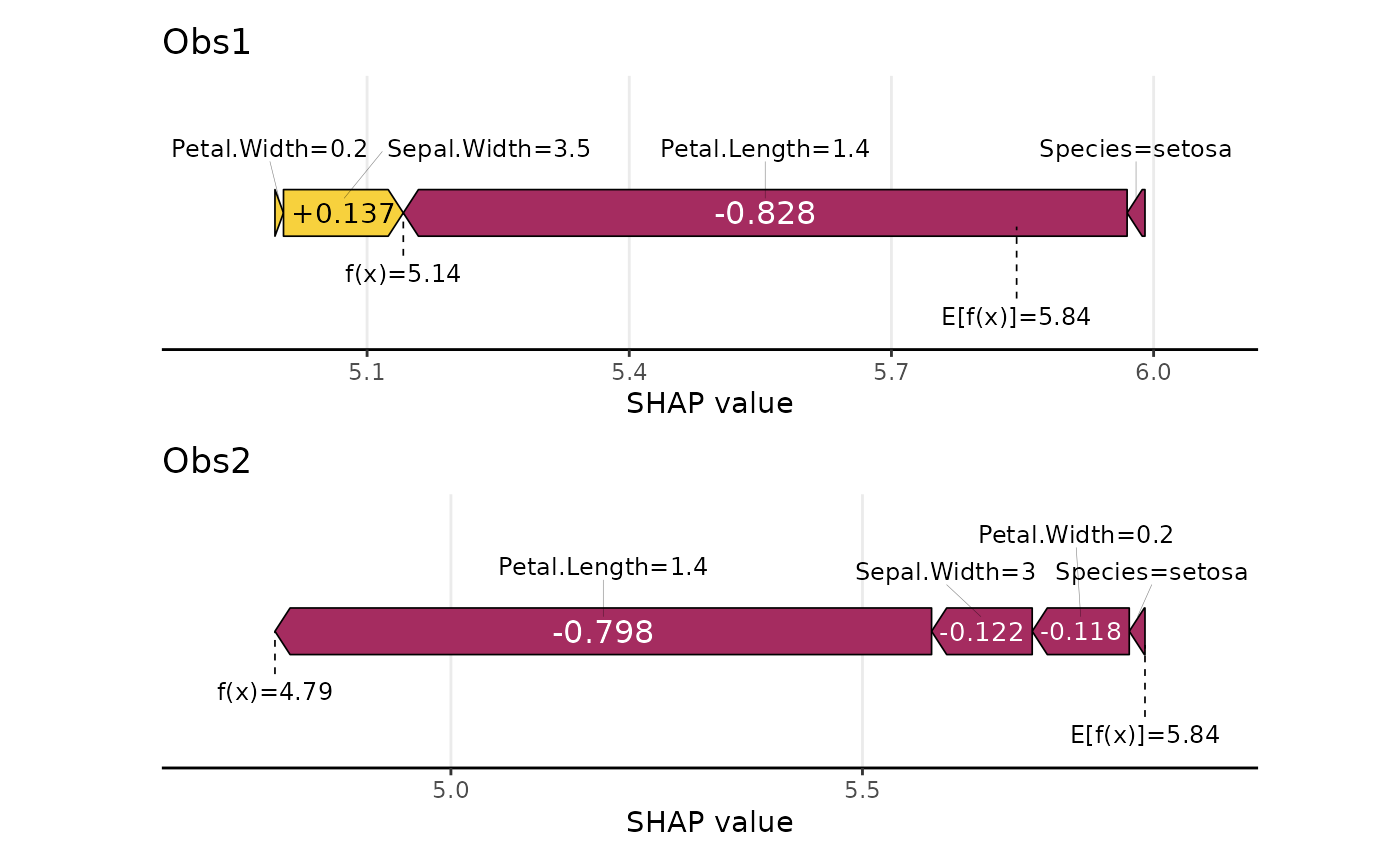 Obs1
Petal.Width=0.2 Sepal.Width=3.5 Petal.Length=1.4 Species=setosa
+0.137 -0.828
f(x)=5.14
E[f(x)]=5.84
5.1 5.4 5.7 6.0
SHAP value
Obs2
Petal.Width=0.2
Petal.Length=1.4 Sepal.Width=3 Species=setosa
-0.798 -0.122 -0.118
f(x)=4.79
E[f(x)]=5.84
5.0 5.5
SHAP value